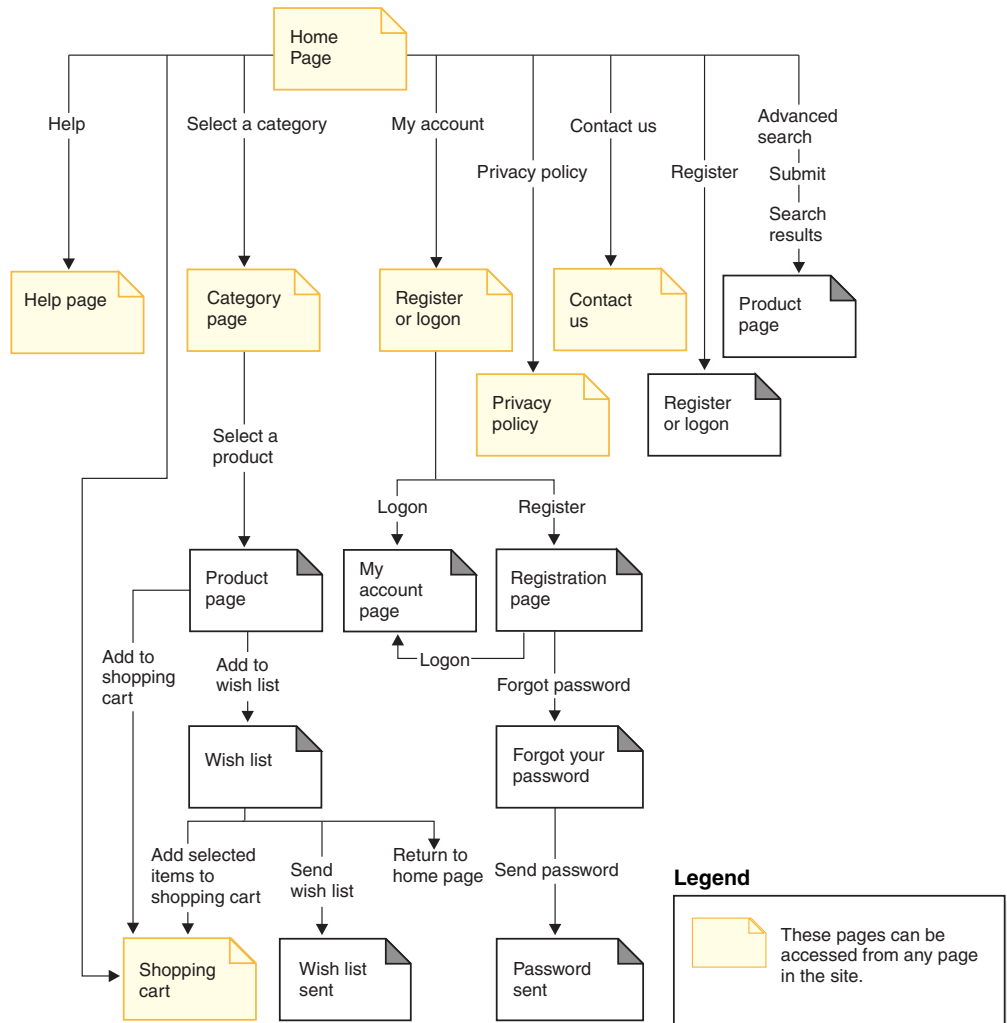 Home
Page
Help
Select a category
My account
Contact us
Advanced
search
Privacy policy
Register
Submit
Search
results
Help page
Category
page
Register
or logon
Contact
us
Product
page
Privacy
policy
Register
or logon
Select a
product
Logon
Register
Product
page
My
account
page
Registration
page
Add to
shopping
cart
Add to
wish list
Logon
Forgot password
Wish list
Forgot your
password
Add selected
items to
shopping cart
Send
wish list
Return to
home page
Send password
Shopping
cart
Wish list
sent
Password
sent
Legend
These pages can be
accessed from any page
in the site.